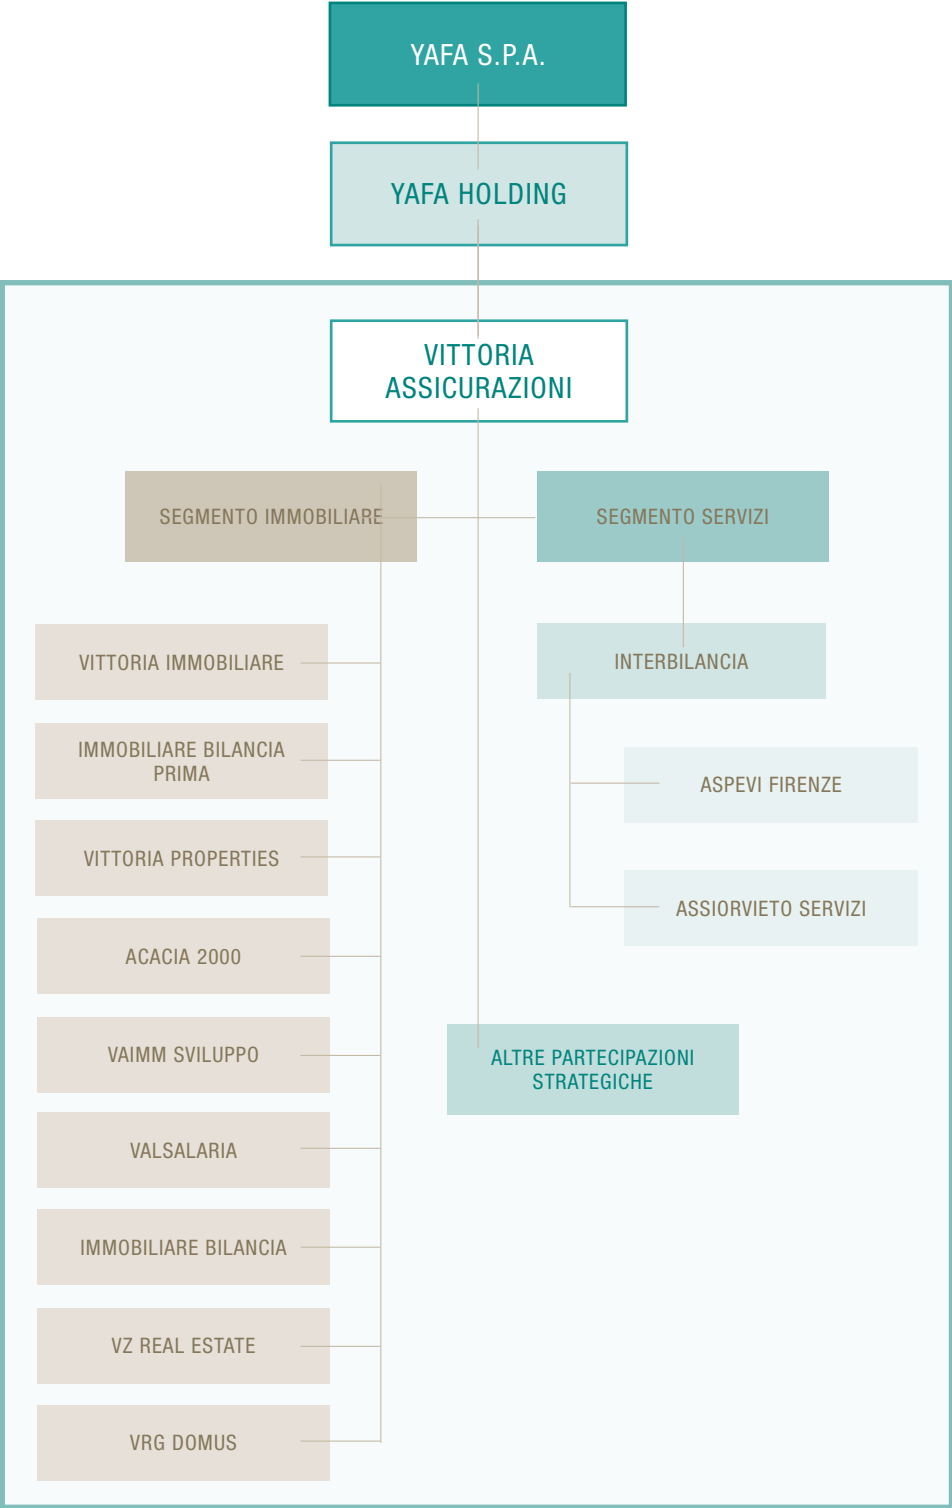 YAFA S.P.A.
YAFA HOLDING
VITTORIA
ASSICURAZIONI
SEGMENTO IMMOBILIARE
SEGMENTO SERVIZI
VITTORIA IMMOBILIARE
INTERBILANCIA
IMMOBILIARE BILANCIA
PRIMA
ASPEVI FIRENZE
VITTORIA PROPERTIES
ASSIORVIETO SERVIZI
ACACIA 2000
VAIMM SVILUPPO
ALTRE PARTECIPAZIONI
STRATEGICHE
VALSALARIA
IMMOBILIARE BILANCIA
VZ REAL ESTATE
VRG DOMUS